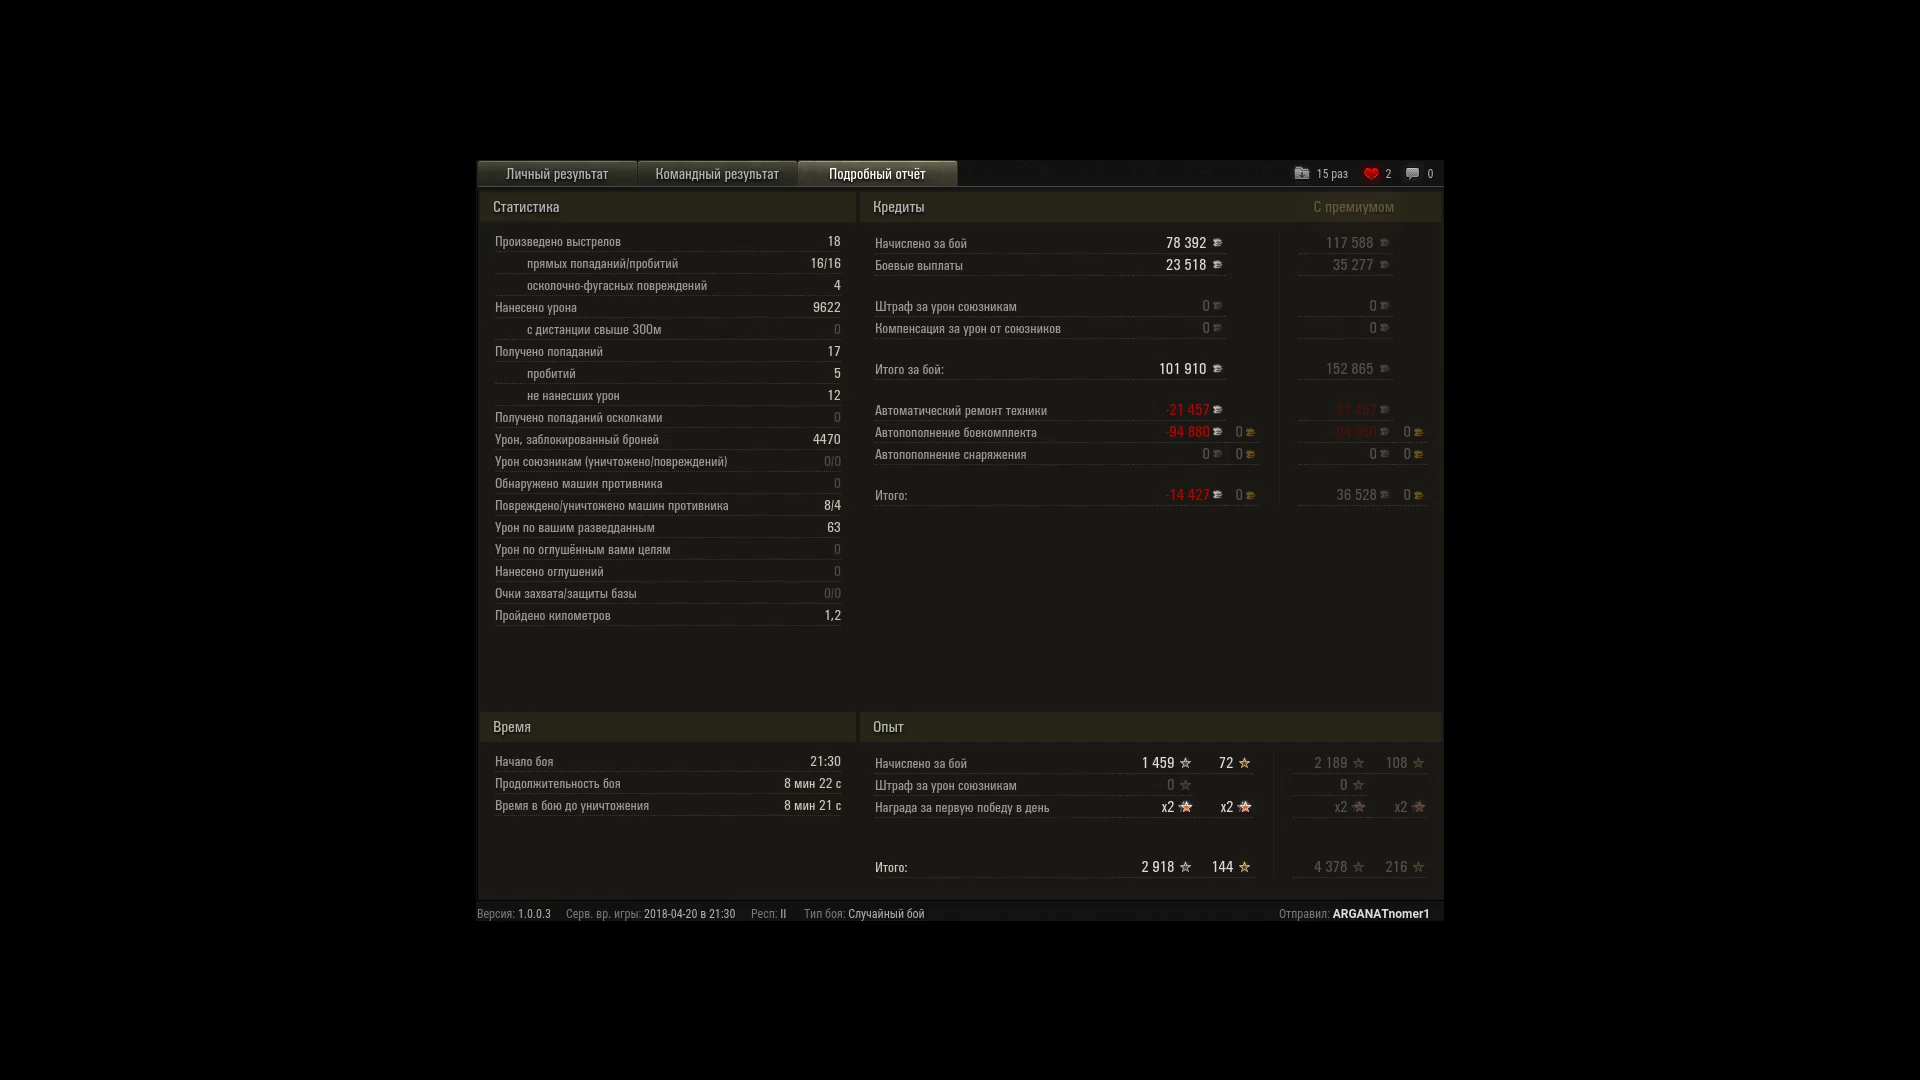 Личный результат Командный результат Подробный отчёт 15 раз 2 0
Статистика
Произведено выстрелов 18
прямых попаданий/пробитий 16/16
осколочно-фугасных повреждений 4
Нанесено урона 9622
с дистанции свыше 300м 0
Получено попаданий 17
пробитий 5
не нанесших урон 12
Получено попаданий осколками 0
Урон, заблокированный броней 4470
Урон союзникам (уничтожено/повреждений) 0/0
Обнаружено машин противника 0
Повреждено/уничтожено машин противника 8/4
Урон по вашим разведданным 63
Урон по оглушённым вами целям 0
Нанесено оглушений 0
Очки захвата/защиты базы 0/0
Пройдено километров 1,2
Кредиты С премиумом
Начислено за бой 78 392 117 588
Боевые выплаты 23 518 35 277
Штраф за урон союзникам 0 0
Компенсация за урон от союзников 0 0
Итого за бой: 101 910 152 865
Автоматический ремонт техники -21 457 -21 457
Автопополнение боекомплекта -94 880 0 -94 880 0
Автопополнение снаряжения 0 0 0 0
Итого: -14 427 0 36 528 0
Время
Начало боя 21:30
Продолжительность боя 8 мин 22 с
Время в бою до уничтожения 8 мин 21 с
Опыт
Начислено за бой 1 459 72 2 189 108
Штраф за урон союзникам 0 0
Награда за первую победу в день x2 x2 x2 x2
Итого: 2 918 144 4 378 216
Версия: 1.0.0.3 Серв. вр. игры: 2018-04-20 в 21:30 Респ: II Тип боя: Случайный бой Отправил: ARGANATnomer1